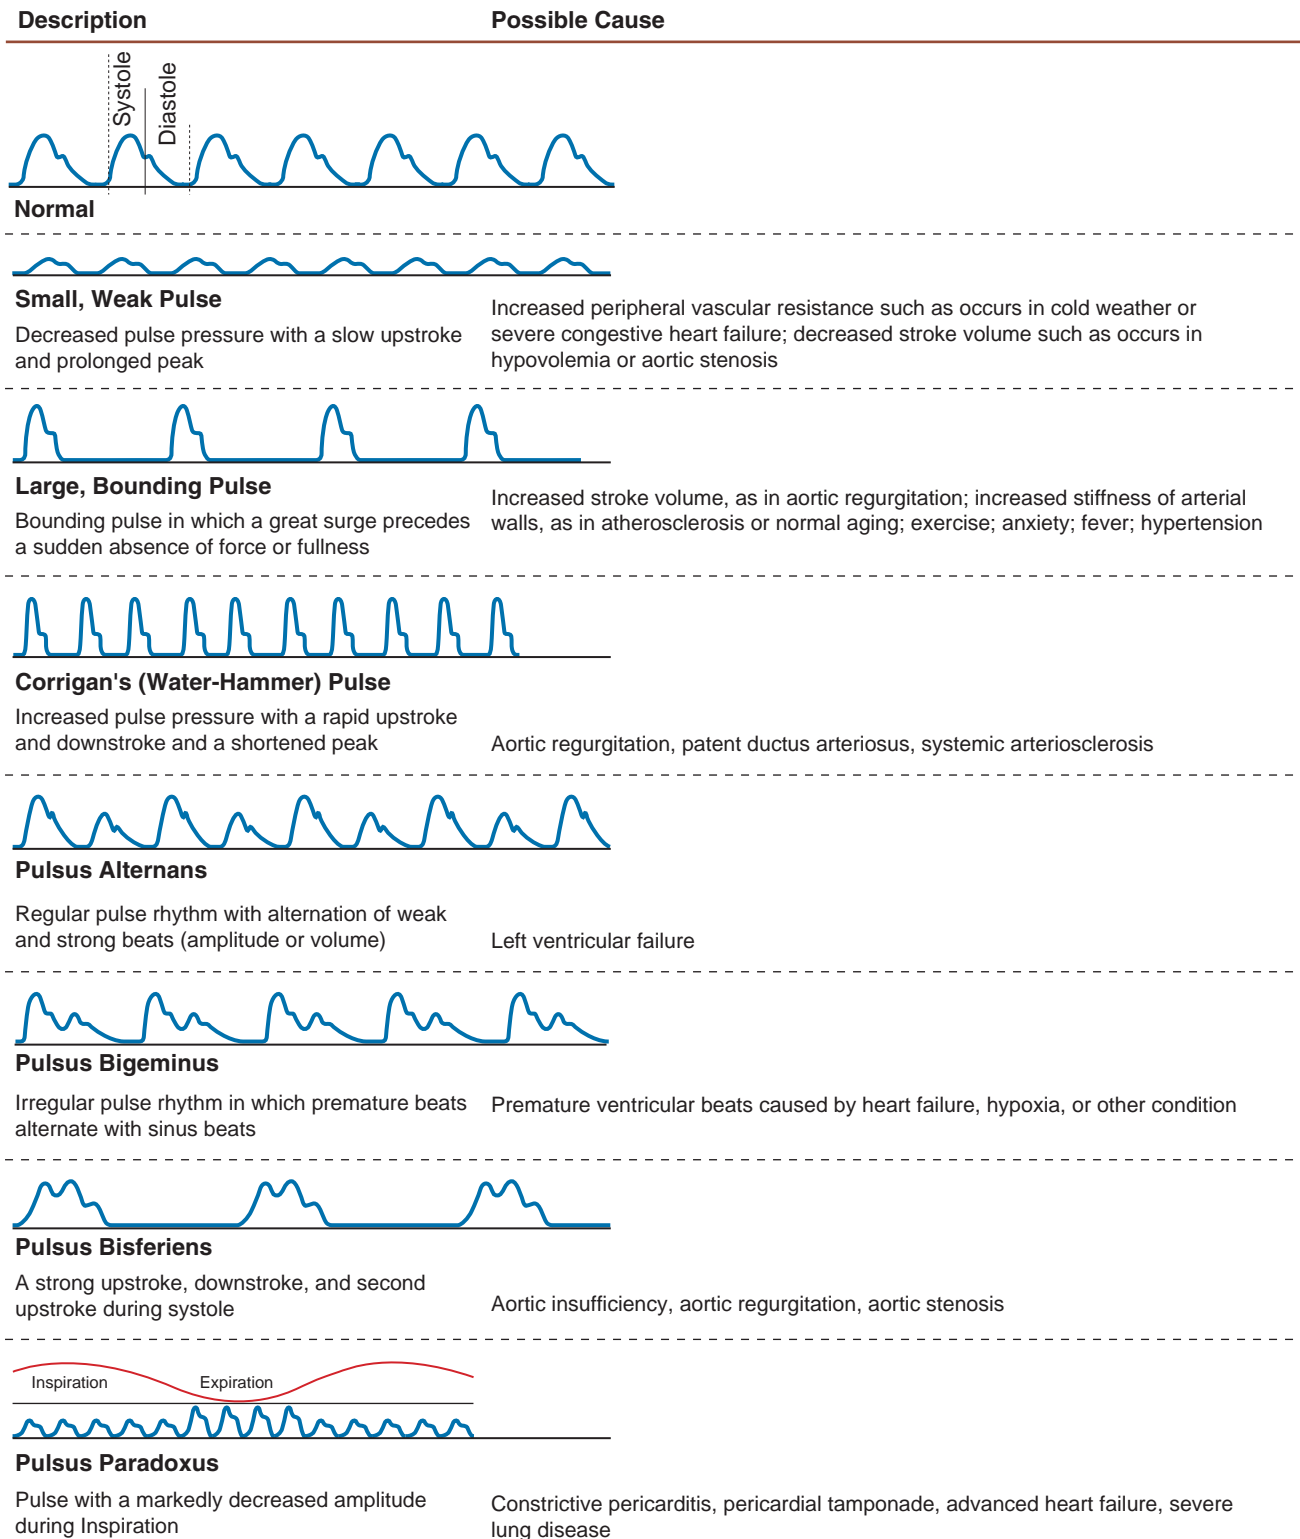 Description
Possible Cause
Systole
Diastole
Normal
Small, Weak Pulse
Decreased pulse pressure with a slow upstroke
and prolonged peak
Increased peripheral vascular resistance such as occurs in cold weather or
severe congestive heart failure; decreased stroke volume such as occurs in
hypovolemia or aortic stenosis
Large, Bounding Pulse
Bounding pulse in which a great surge precedes
a sudden absence of force or fullness
Increased stroke volume, as in aortic regurgitation; increased stiffness of arterial
walls, as in atherosclerosis or normal aging; exercise; anxiety; fever; hypertension
Corrigan's (Water-Hammer) Pulse
Increased pulse pressure with a rapid upstroke
and downstroke and a shortened peak
Aortic regurgitation, patent ductus arteriosus, systemic arteriosclerosis
Pulsus Alternans
Regular pulse rhythm with alternation of weak
and strong beats (amplitude or volume)
Left ventricular failure
Pulsus Bigeminus
Irregular pulse rhythm in which premature beats
alternate with sinus beats
Premature ventricular beats caused by heart failure, hypoxia, or other condition
Pulsus Bisferiens
A strong upstroke, downstroke, and second
upstroke during systole
Aortic insufficiency, aortic regurgitation, aortic stenosis
Inspiration
Expiration
Pulsus Paradoxus
Pulse with a markedly decreased amplitude
during Inspiration
Constrictive pericarditis, pericardial tamponade, advanced heart failure, severe
lung disease